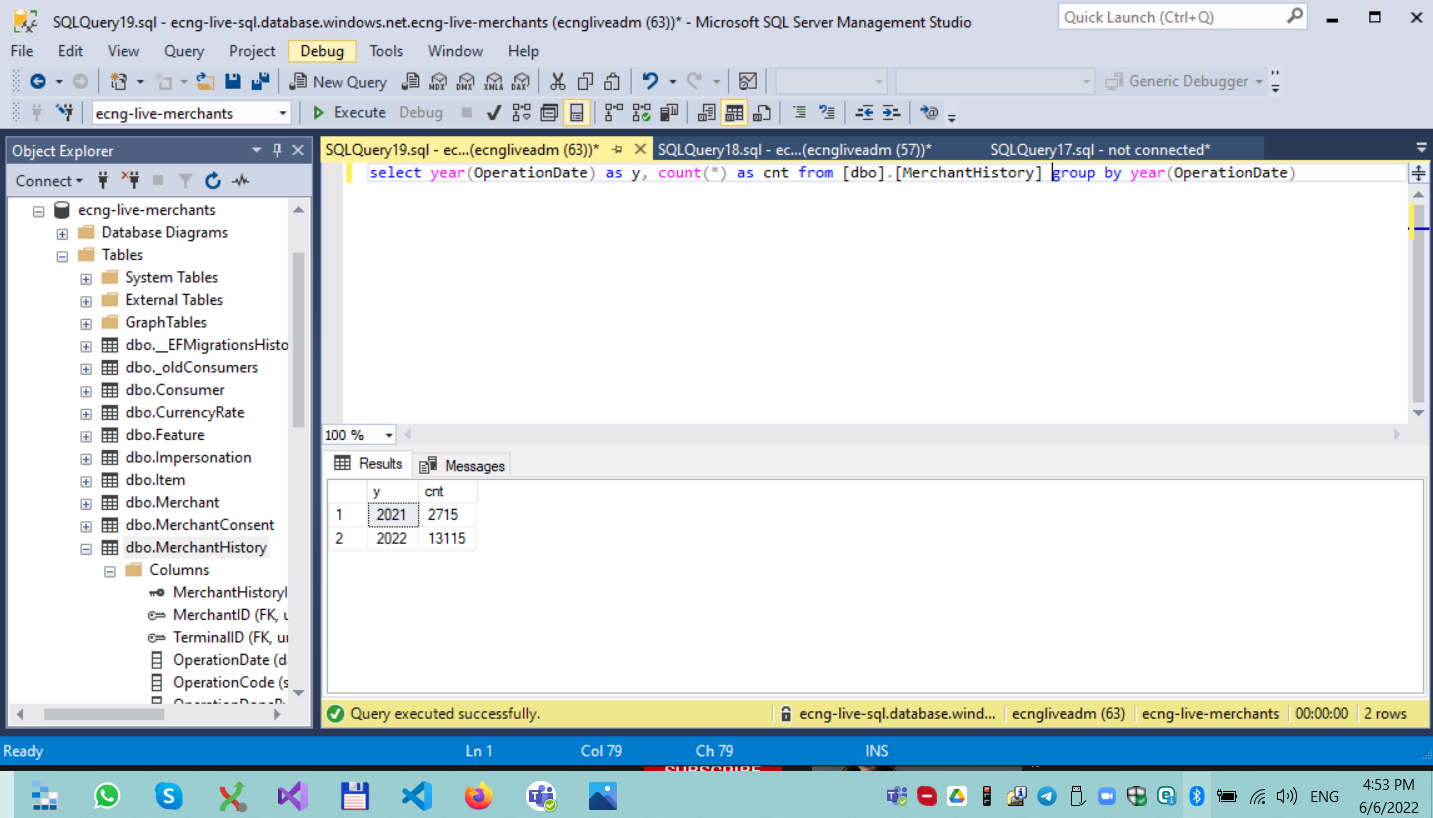 SQLQuery19.sql - ecng-live-sql.database.windows.net.ecng-live-merchants (ecngliveadm (63))* - Microsoft SQL Server Management Studio
Quick Launch (Ctrl+Q)
File Edit View Query Project Debug Tools Window Help
New Query MDX DMX XMLA DAX Generic Debugger
ecng-live-merchants Execute Debug
Object Explorer
Connect
ecng-live-merchants
Database Diagrams
Tables
System Tables
External Tables
GraphTables
dbo.__EFMigrationsHisto
dbo._oldConsumers
dbo.Consumer
dbo.CurrencyRate
dbo.Feature
dbo.Impersonation
dbo.Item
dbo.Merchant
dbo.MerchantConsent
dbo.MerchantHistory
Columns
MerchantHistoryI
MerchantID (FK, u
TerminalID (FK, un
OperationDate (d
OperationCode (s
SQLQuery19.sql - ec...(ecngliveadm (63))* SQLQuery18.sql - ec...(ecngliveadm (57))* SQLQuery17.sql - not connected*
select year(OperationDate) as y, count(*) as cnt from [dbo].[MerchantHistory] group by year(OperationDate)
100 %
Results Messages
y cnt
1 2021 2715
2 2022 13115
Query executed successfully. ecng-live-sql.database.wind... ecngliveadm (63) ecng-live-merchants 00:00:00 2 rows
Ready Ln 1 Col 79 Ch 79 INS
SUBSCRIBE
ENG
4:53 PM
6/6/2022